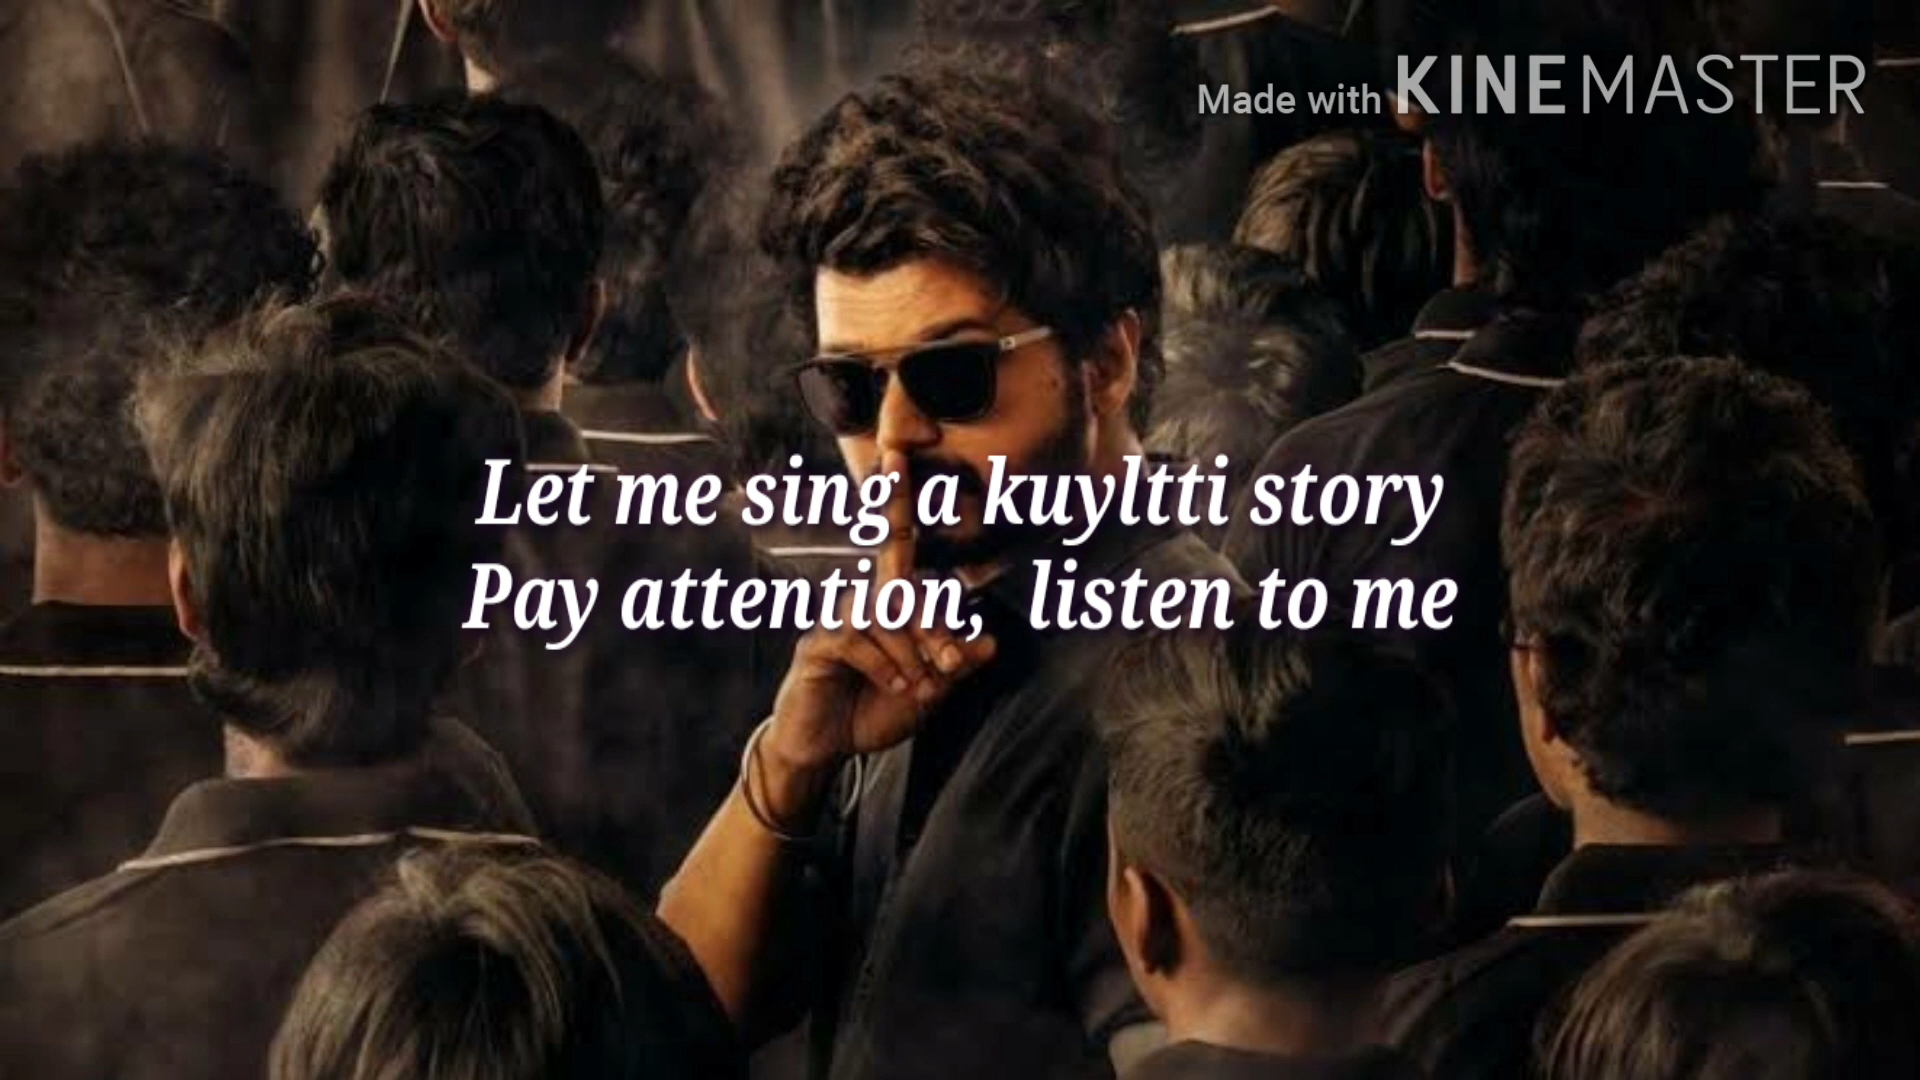 Made with KINEMASTER
Let me sing a kuyltti story
Pay attention, listen to me